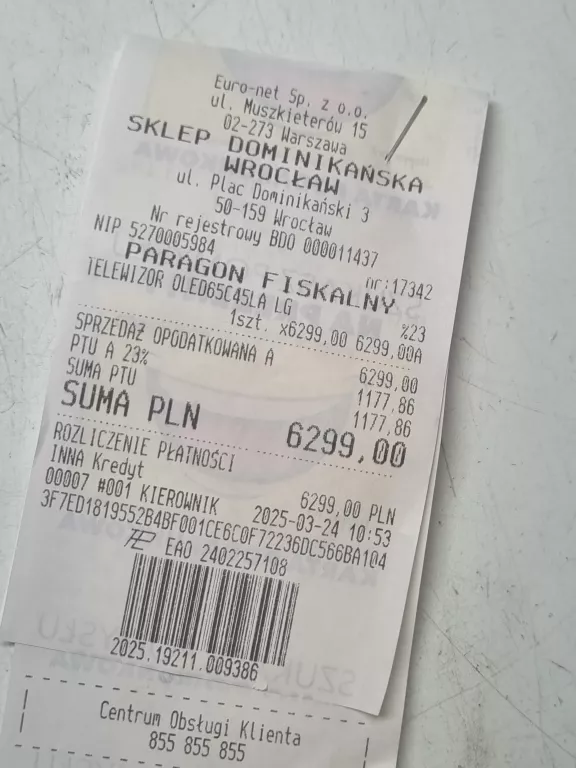 Euro-net Sp. z o.o.
ul. Muszkieterów 15
02-273 Warszawa
SKLEP DOMINIKAŃSKA
WROCŁAW
ul. Plac Dominikański 3
50-159 Wrocław
Nr rejestrowy BDO 000011437
NIP 5270005984 nr:17342
PARAGON FISKALNY
TELEWIZOR OLED65C45LA LG %23
1szt. x6299,00 6299,00A
SPRZEDAŻ OPODATKOWANA A 6299,00
PTU A 23% 1177,86
SUMA PTU 1177,86
SUMA PLN 6299,00
ROZLICZENIE PŁATNOŚCI
INNA Kredyt 6299,00 PLN
00007 #001 KIEROWNIK 2025-03-24 10:53
3F7ED1819552B4BF001CE6C0F72236DC566BA104
EAO 2402257108
2025.19211.009386
Centrum Obsługi Klienta
855 855 855